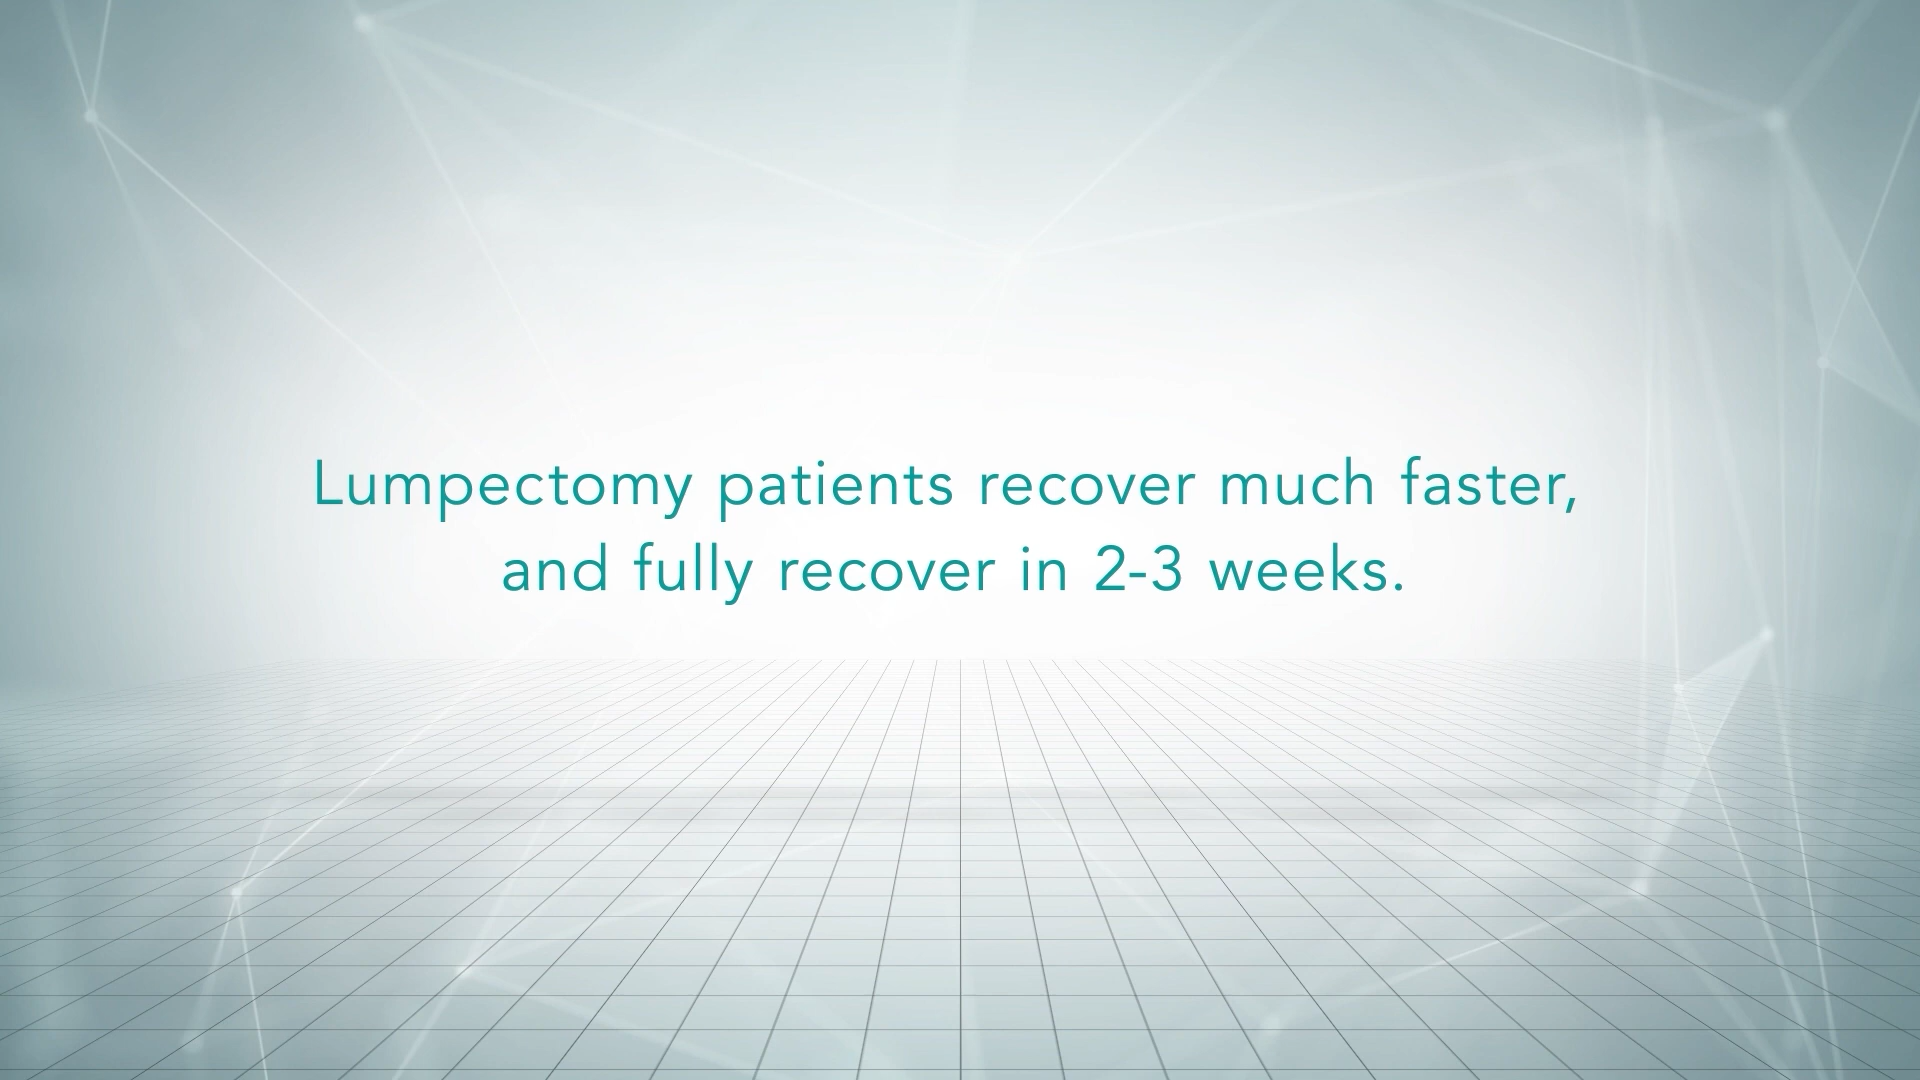 Lumpectomy patients recover much faster,
and fully recover in 2-3 weeks.